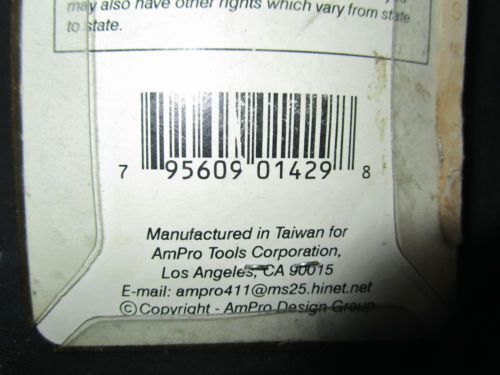 may also have other rights which vary from state
to state.
7 95609 01429 8
Manufactured in Taiwan for
AmPro Tools Corporation,
Los Angeles, CA 90015
E-mail: ampro411@ms25.hinet.net
© Copyright - AmPro Design Group